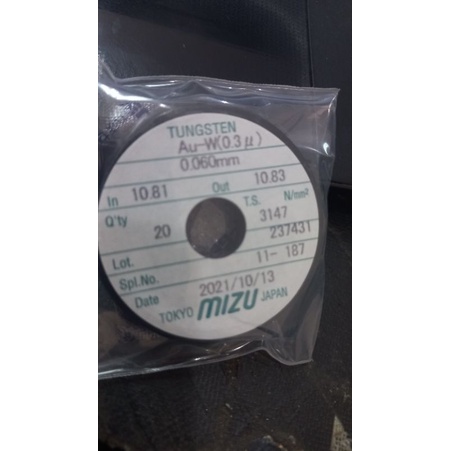 TUNGSTEN
Au-W(0.3μ)
0.060mm
In 10.81 Out 10.83
Q'ty 20 T.S. 3147 N/mm²
Lot. 237431
Spl.No. 11- 187
Date 2021/10/13
TOKYO MIZU JAPAN